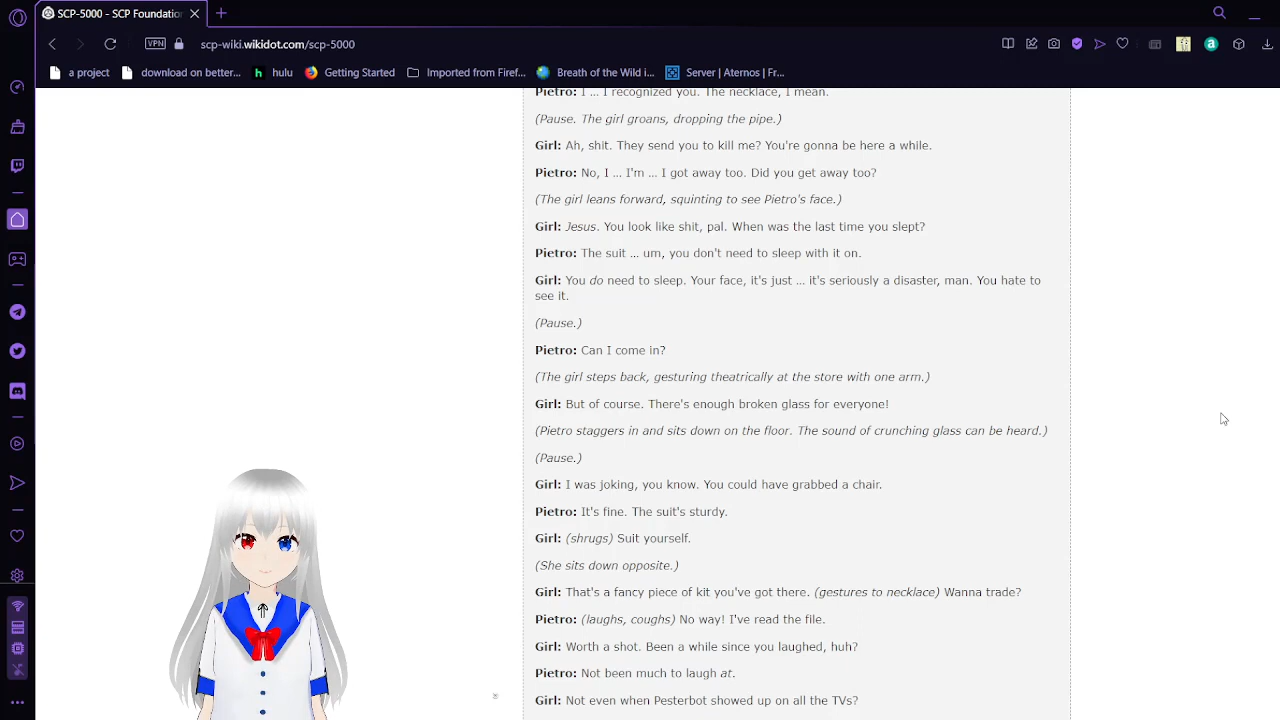 SCP-5000 - SCP Foundation
VPN
scp-wiki.wikidot.com/scp-5000
a project
download on better...
hulu
Getting Started
Imported from Firef...
Breath of the Wild i...
Server | Aternos | Fr...
Pietro: I ... I recognized you. The necklace, I mean.
(Pause. The girl groans, dropping the pipe.)
Girl: Ah, shit. They send you to kill me? You're gonna be here a while.
Pietro: No, I ... I'm ... I got away too. Did you get away too?
(The girl leans forward, squinting to see Pietro's face.)
Girl: Jesus. You look like shit, pal. When was the last time you slept?
Pietro: The suit ... um, you don't need to sleep with it on.
Girl: You do need to sleep. Your face, it's just ... it's seriously a disaster, man. You hate to
see it.
(Pause.)
Pietro: Can I come in?
(The girl steps back, gesturing theatrically at the store with one arm.)
Girl: But of course. There's enough broken glass for everyone!
(Pietro staggers in and sits down on the floor. The sound of crunching glass can be heard.)
(Pause.)
Girl: I was joking, you know. You could have grabbed a chair.
Pietro: It's fine. The suit's sturdy.
Girl: (shrugs) Suit yourself.
(She sits down opposite.)
Girl: That's a fancy piece of kit you've got there. (gestures to necklace) Wanna trade?
Pietro: (laughs, coughs) No way! I've read the file.
Girl: Worth a shot. Been a while since you laughed, huh?
Pietro: Not been much to laugh at.
Girl: Not even when Pesterbot showed up on all the TVs?